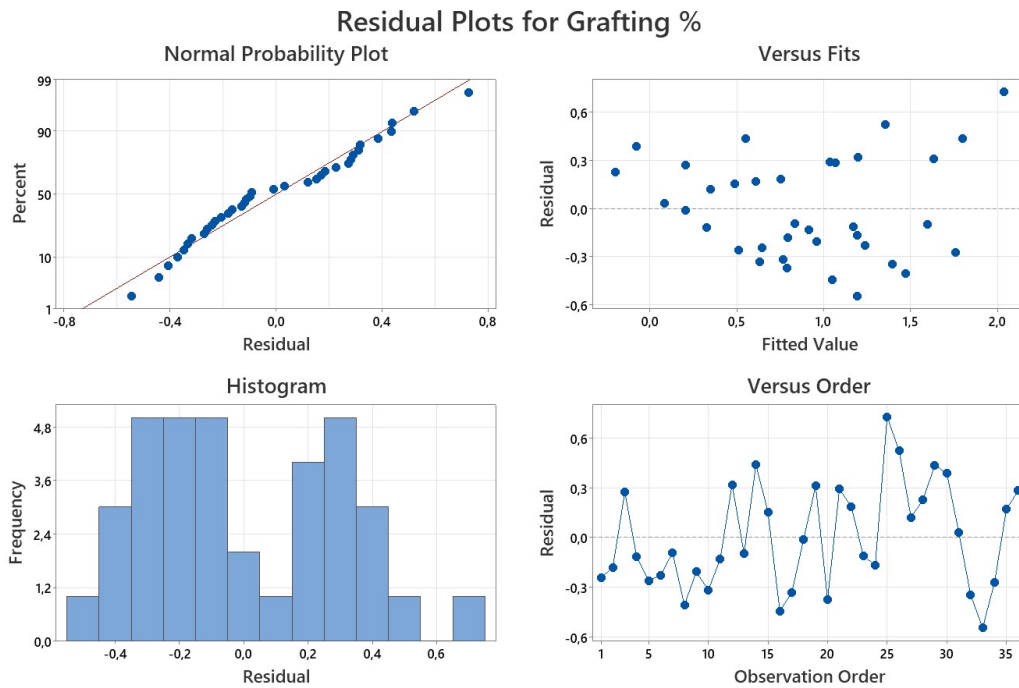 Residual Plots for Grafting %
Normal Probability Plot
99
90
50
10
1
Percent
-0,8 -0,4 0,0 0,4 0,8
Residual
Versus Fits
0,6
0,3
0,0
-0,3
-0,6
Residual
0,0 0,5 1,0 1,5 2,0
Fitted Value
Histogram
4,8
3,6
2,4
1,2
0,0
Frequency
-0,4 -0,2 0,0 0,2 0,4 0,6
Residual
Versus Order
0,6
0,3
0,0
-0,3
-0,6
Residual
1 5 10 15 20 25 30 35
Observation Order